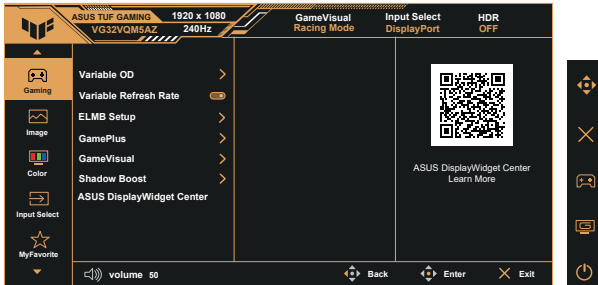 ASUS TUF GAMING 1920 x 1080
VG32VQM5AZ 240Hz
GameVisual Input Select HDR
Racing Mode DisplayPort OFF
Gaming
Image
Color
Input Select
MyFavorite
Variable OD
Variable Refresh Rate
ELMB Setup
GamePlus
GameVisual
Shadow Boost
ASUS DisplayWidget Center
ASUS DisplayWidget Center
Learn More
volume 50
Back Enter Exit